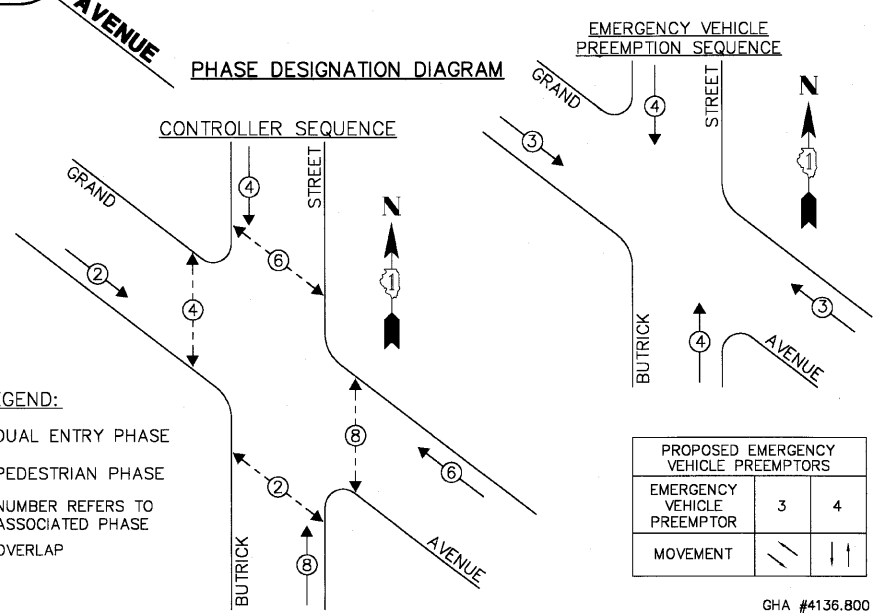 AVENUE
PHASE DESIGNATION DIAGRAM
CONTROLLER SEQUENCE
GRAND
STREET
N
1
4
6
2
4
8
2
6
8
BUTRICK
AVENUE
EGEND:
DUAL ENTRY PHASE
PEDESTRIAN PHASE
NUMBER REFERS TO
ASSOCIATED PHASE
OVERLAP
EMERGENCY VEHICLE
PREEMPTION SEQUENCE
GRAND
STREET
N
1
4
3
3
4
BUTRICK
AVENUE
PROPOSED EMERGENCY
VEHICLE PREEMPTORS
EMERGENCY
VEHICLE
PREEMPTOR
3
4
MOVEMENT
GHA #4136.800